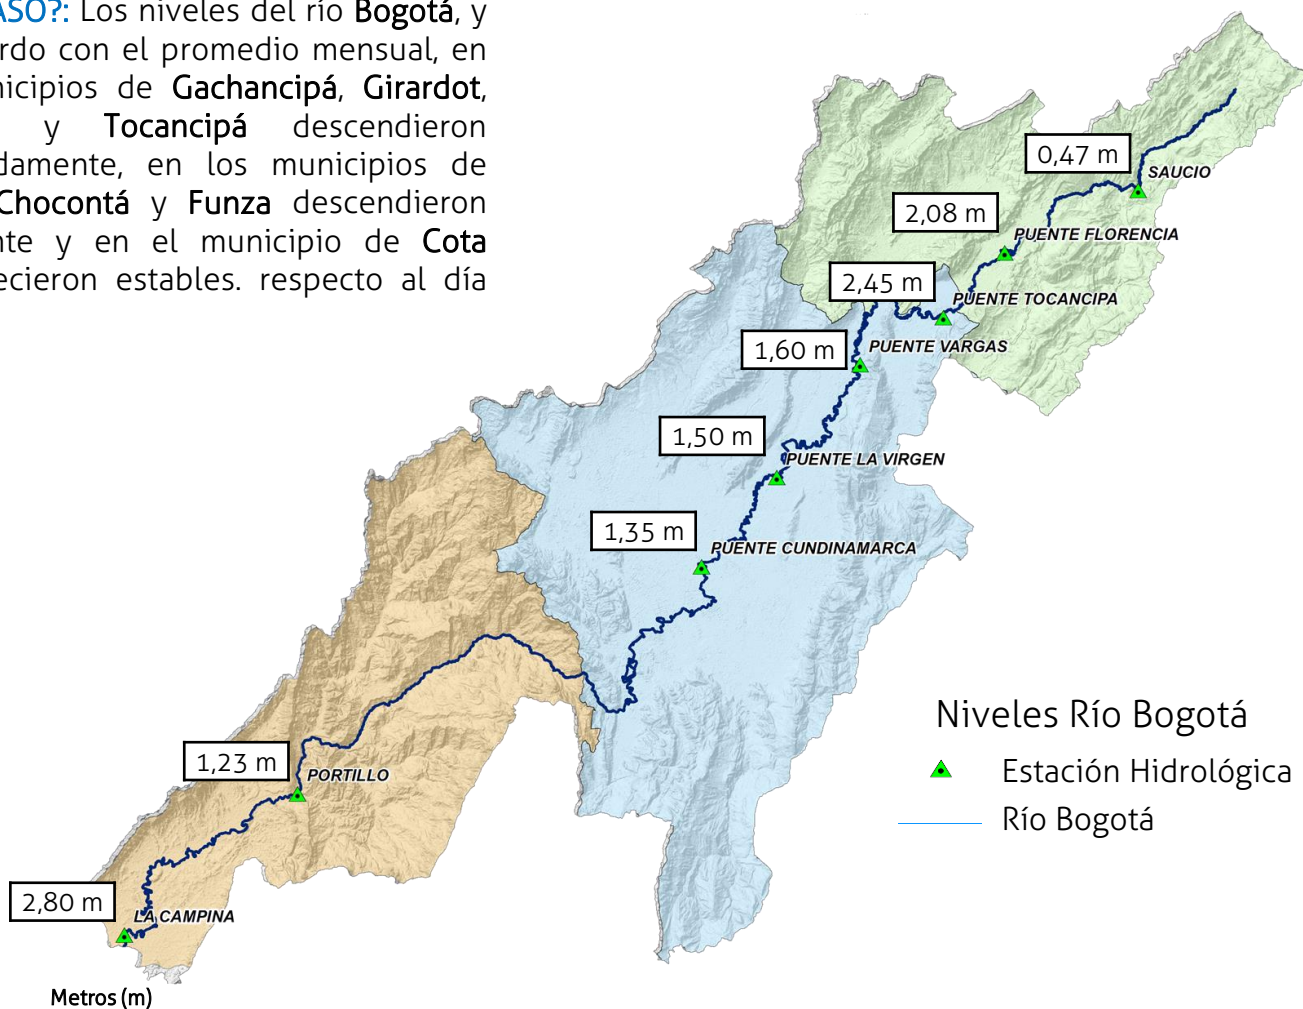 ASO?: Los niveles del río Bogotá, y
rdo con el promedio mensual, en
nicipios de Gachancipá, Girardot,
y Tocancipá descendieron
damente, en los municipios de
Chocontá y Funza descendieron
nte y en el municipio de Cota
ecieron estables. respecto al día
0,47 m
SAUCIO
2,08 m
PUENTE FLORENCIA
2,45 m
PUENTE TOCANCIPA
1,60 m
PUENTE VARGAS
1,50 m
PUENTE LA VIRGEN
1,35 m
PUENTE CUNDINAMARCA
1,23 m
PORTILLO
2,80 m
LA CAMPINA
Metros (m)
Niveles Río Bogotá
Estación Hidrológica
Río Bogotá